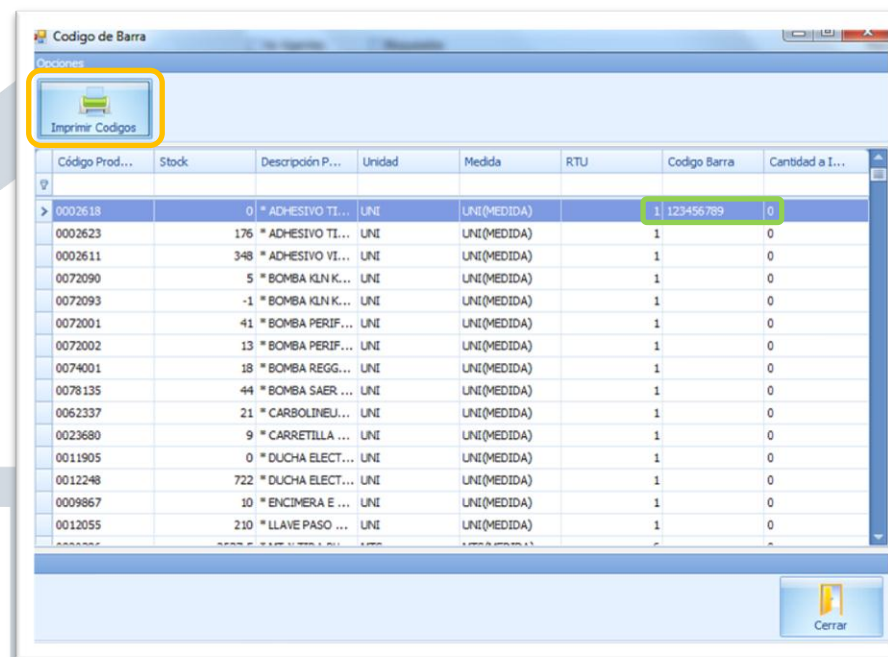 Codigo de Barra
Opciones
Imprimir Codigos
Código Prod... Stock Descripción P... Unidad Medida RTU Codigo Barra Cantidad a I...
0002618 0 * ADHESIVO TI... UNI UNI(MEDIDA) 1 123456789 0
0002623 176 * ADHESIVO TI... UNI UNI(MEDIDA) 1 0
0002611 348 * ADHESIVO VI... UNI UNI(MEDIDA) 1 0
0072090 5 * BOMBA KLN K... UNI UNI(MEDIDA) 1 0
0072093 -1 * BOMBA KLN K... UNI UNI(MEDIDA) 1 0
0072001 41 * BOMBA PERIF... UNI UNI(MEDIDA) 1 0
0072002 13 * BOMBA PERIF... UNI UNI(MEDIDA) 1 0
0074001 18 * BOMBA REGG... UNI UNI(MEDIDA) 1 0
0078135 44 * BOMBA SAER ... UNI UNI(MEDIDA) 1 0
0062337 21 * CARBOLINEU... UNI UNI(MEDIDA) 1 0
0023680 9 * CARRETILLA ... UNI UNI(MEDIDA) 1 0
0011905 0 * DUCHA ELECT... UNI UNI(MEDIDA) 1 0
0012248 722 * DUCHA ELECT... UNI UNI(MEDIDA) 1 0
0009867 10 * ENCIMERA E ... UNI UNI(MEDIDA) 1 0
0012055 210 * LLAVE PASO ... UNI UNI(MEDIDA) 1 0
Cerrar